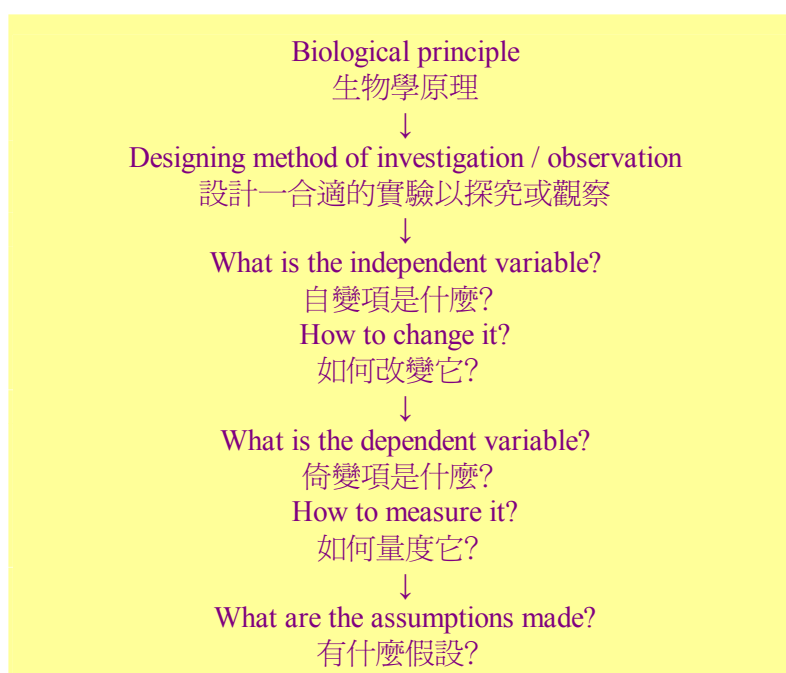 Biological principle
生物學原理
↓
Designing method of investigation / observation
設計一合適的實驗以探究或觀察
↓
What is the independent variable?
自變項是什麼?
How to change it?
如何改變它?
↓
What is the dependent variable?
倚變項是什麼?
How to measure it?
如何量度它?
↓
What are the assumptions made?
有什麼假設?